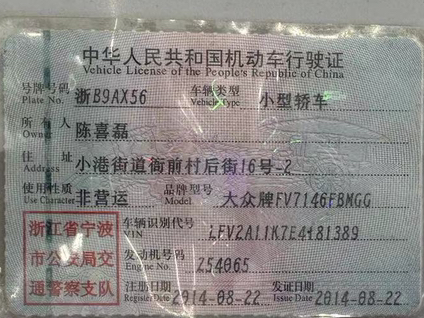 中华人民共和国机动车行驶证
Vehicle License of the People's Republic of China
号牌号码 浙B9AX56 车辆类型 小型轿车
Plate No. Vehicle Type
所有人 陈喜磊
Owner
住址 小港街道衙前村后街16号-2
Address
使用性质 非营运 品牌型号 大众牌FV7146FBMGG
Use Character Model
浙江省宁波 车辆识别代号 LFV2A11K7E4181389
VIN
市公安局交 发动机号码 Z54065
Engine No.
通警察支队 注册日期 2014-08-22 发证日期 2014-08-22
Register Date Issue Date